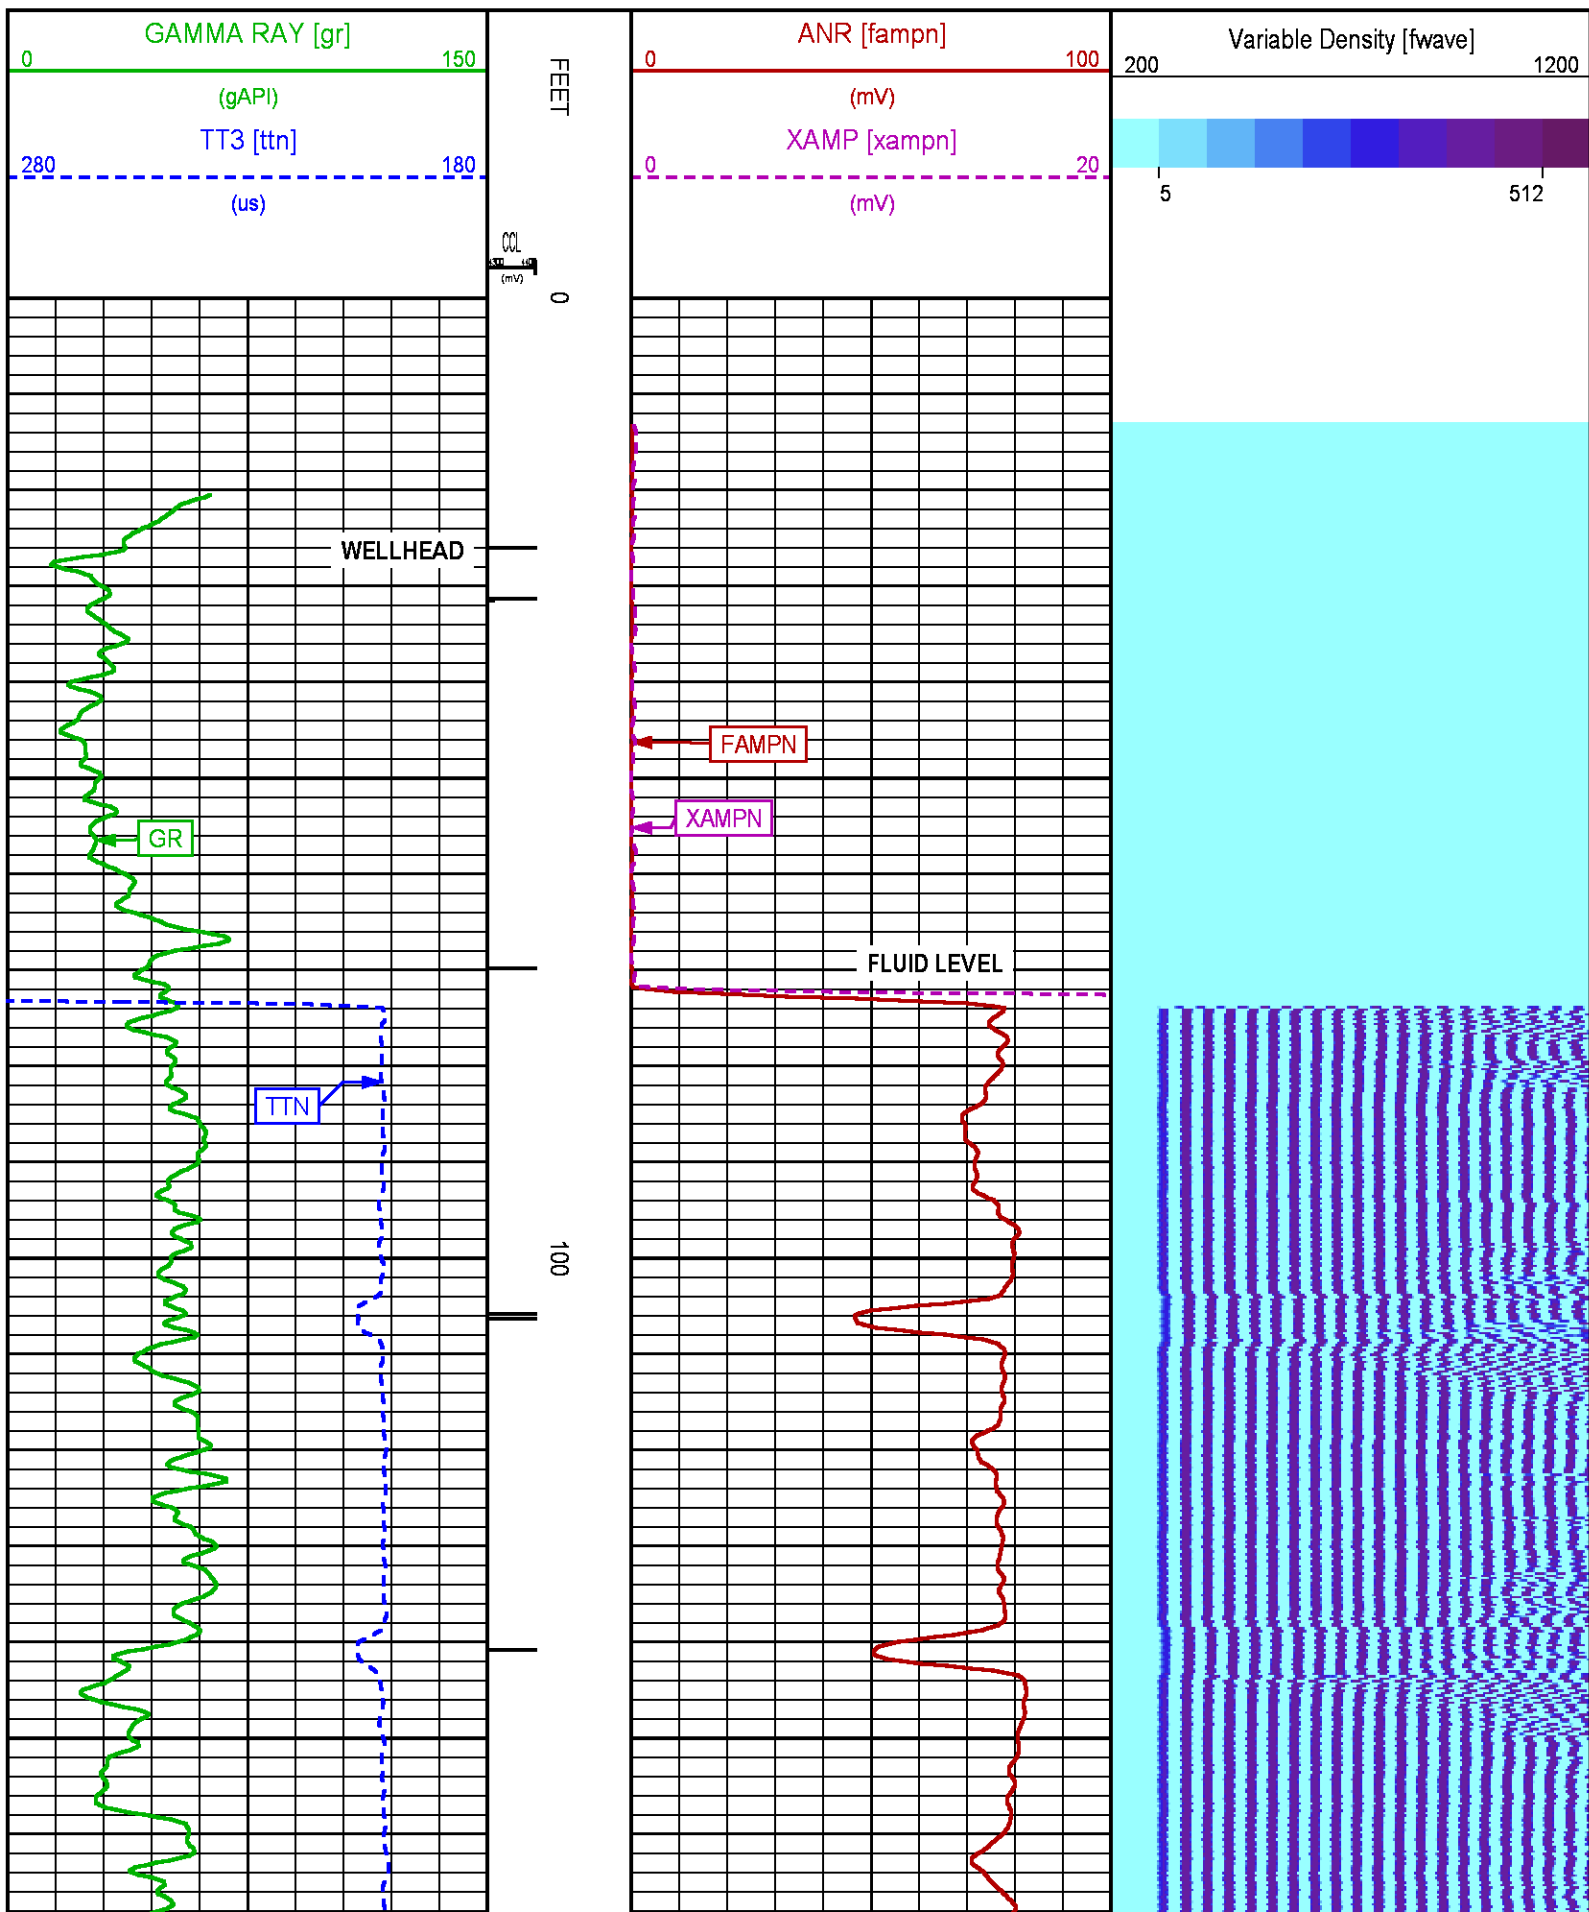 GAMMA RAY [gr]
0 150
(gAPI)
TT3 [ttn]
280 180
(us)
CCL
(mV)
FEET
0
100
ANR [fampn]
0 100
(mV)
XAMP [xampn]
0 20
(mV)
Variable Density [fwave]
200 1200
5 512
WELLHEAD
FAMPN
XAMPN
GR
FLUID LEVEL
TTN